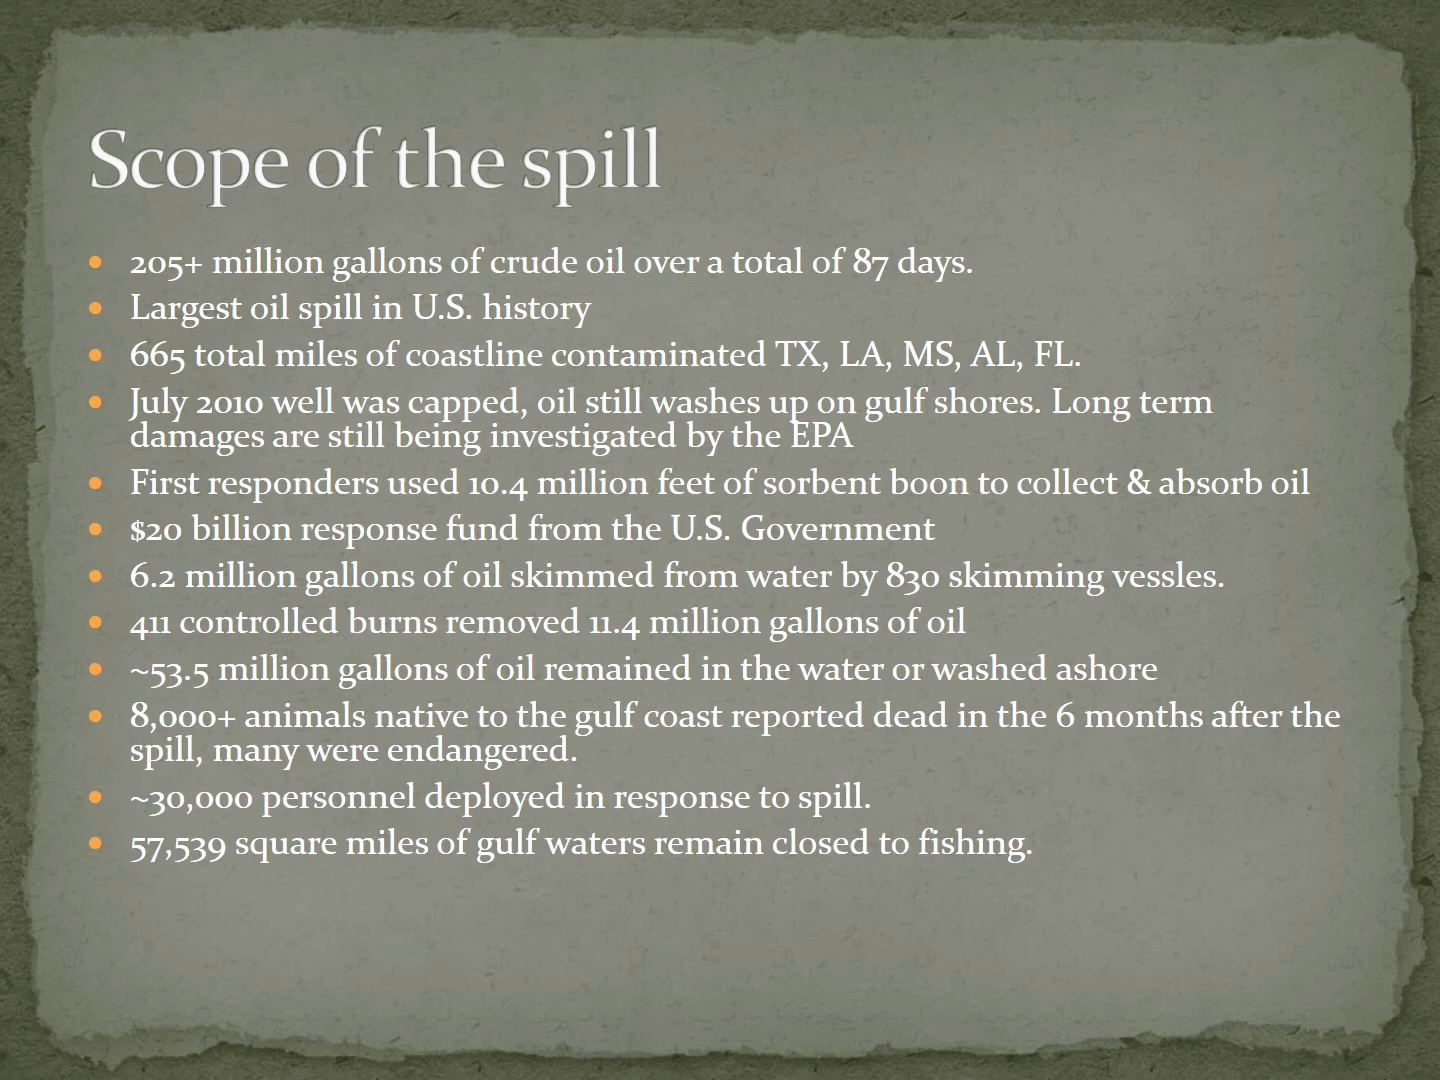 Scope of the spill
205+ million gallons of crude oil over a total of 87 days.
Largest oil spill in U.S. history
665 total miles of coastline contaminated TX, LA, MS, AL, FL.
July 2010 well was capped, oil still washes up on gulf shores. Long term
damages are still being investigated by the EPA
First responders used 10.4 million feet of sorbent boon to collect & absorb oil
$20 billion response fund from the U.S. Government
6.2 million gallons of oil skimmed from water by 830 skimming vessles.
411 controlled burns removed 11.4 million gallons of oil
~53.5 million gallons of oil remained in the water or washed ashore
8,000+ animals native to the gulf coast reported dead in the 6 months after the
spill, many were endangered.
~30,000 personnel deployed in response to spill.
57,539 square miles of gulf waters remain closed to fishing.